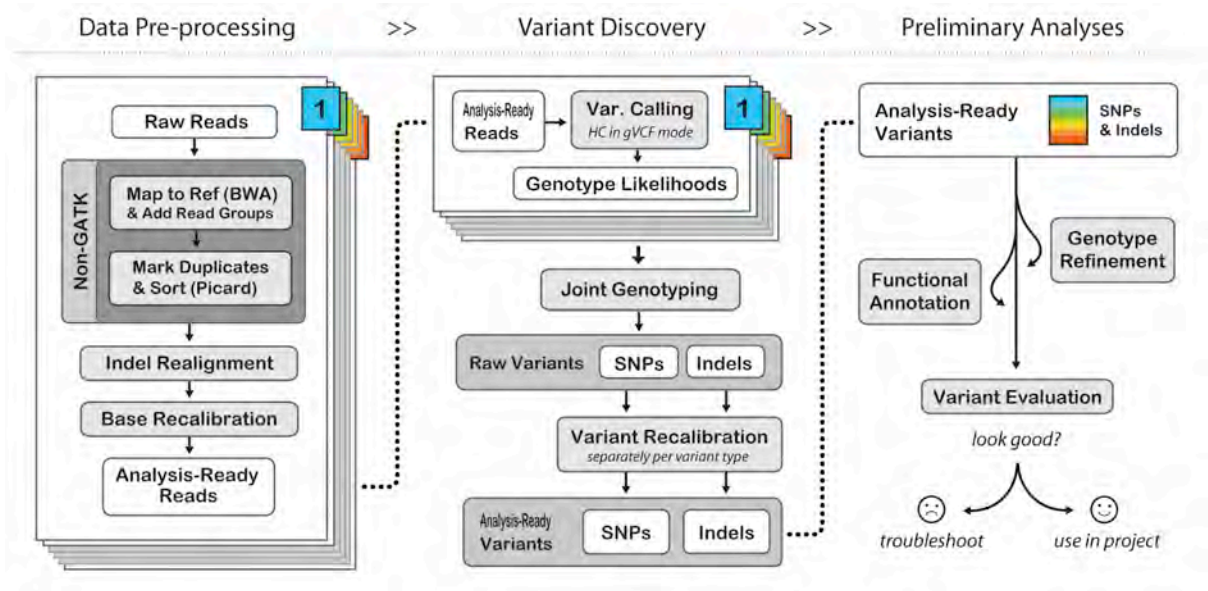 Data Pre-processing >> Variant Discovery >> Preliminary Analyses
1
Raw Reads
Non-GATK
Map to Ref (BWA)
& Add Read Groups
Mark Duplicates
& Sort (Picard)
Indel Realignment
Base Recalibration
Analysis-Ready
Reads
1
Analysis-Ready
Reads
Var. Calling
HC in gVCF mode
Genotype Likelihoods
Joint Genotyping
Raw Variants SNPs Indels
Variant Recalibration
separately per variant type
Analysis-Ready
Variants
SNPs Indels
Analysis-Ready
Variants
SNPs
& Indels
Genotype
Refinement
Functional
Annotation
Variant Evaluation
look good?
troubleshoot use in project